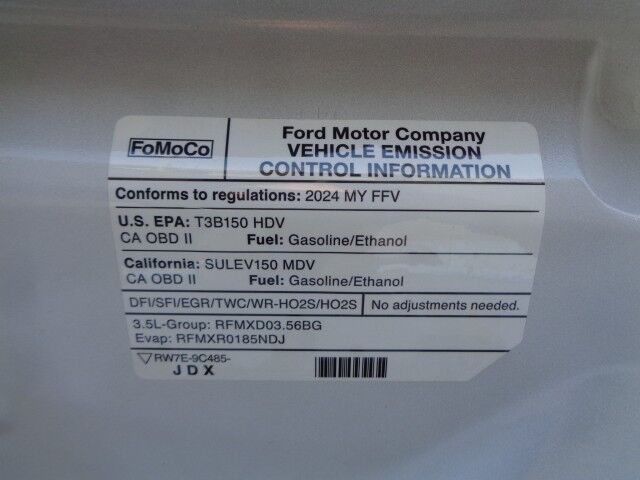 FoMoCo
Ford Motor Company
VEHICLE EMISSION
CONTROL INFORMATION
Conforms to regulations: 2024 MY FFV
U.S. EPA: T3B150 HDV
CA OBD II Fuel: Gasoline/Ethanol
California: SULEV150 MDV
CA OBD II Fuel: Gasoline/Ethanol
DFI/SFI/EGR/TWC/WR-HO2S/HO2S No adjustments needed.
3.5L-Group: RFMXD03.56BG
Evap: RFMXR0185NDJ
RW7E-9C485-
JDX